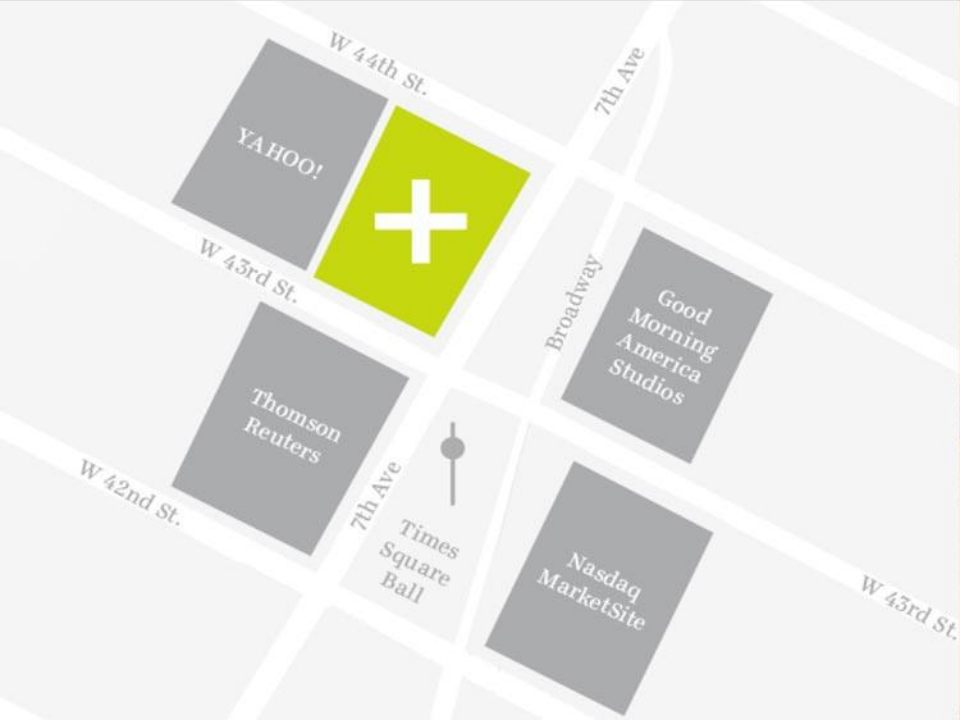 W 44th St.
7th Ave
YAHOO!
W 43rd St.
Broadway
Good
Morning
America
Studios
Thomson
Reuters
W 42nd St.
7th Ave
Times
Square
Ball
Nasdaq
MarketSite
W 43rd St.